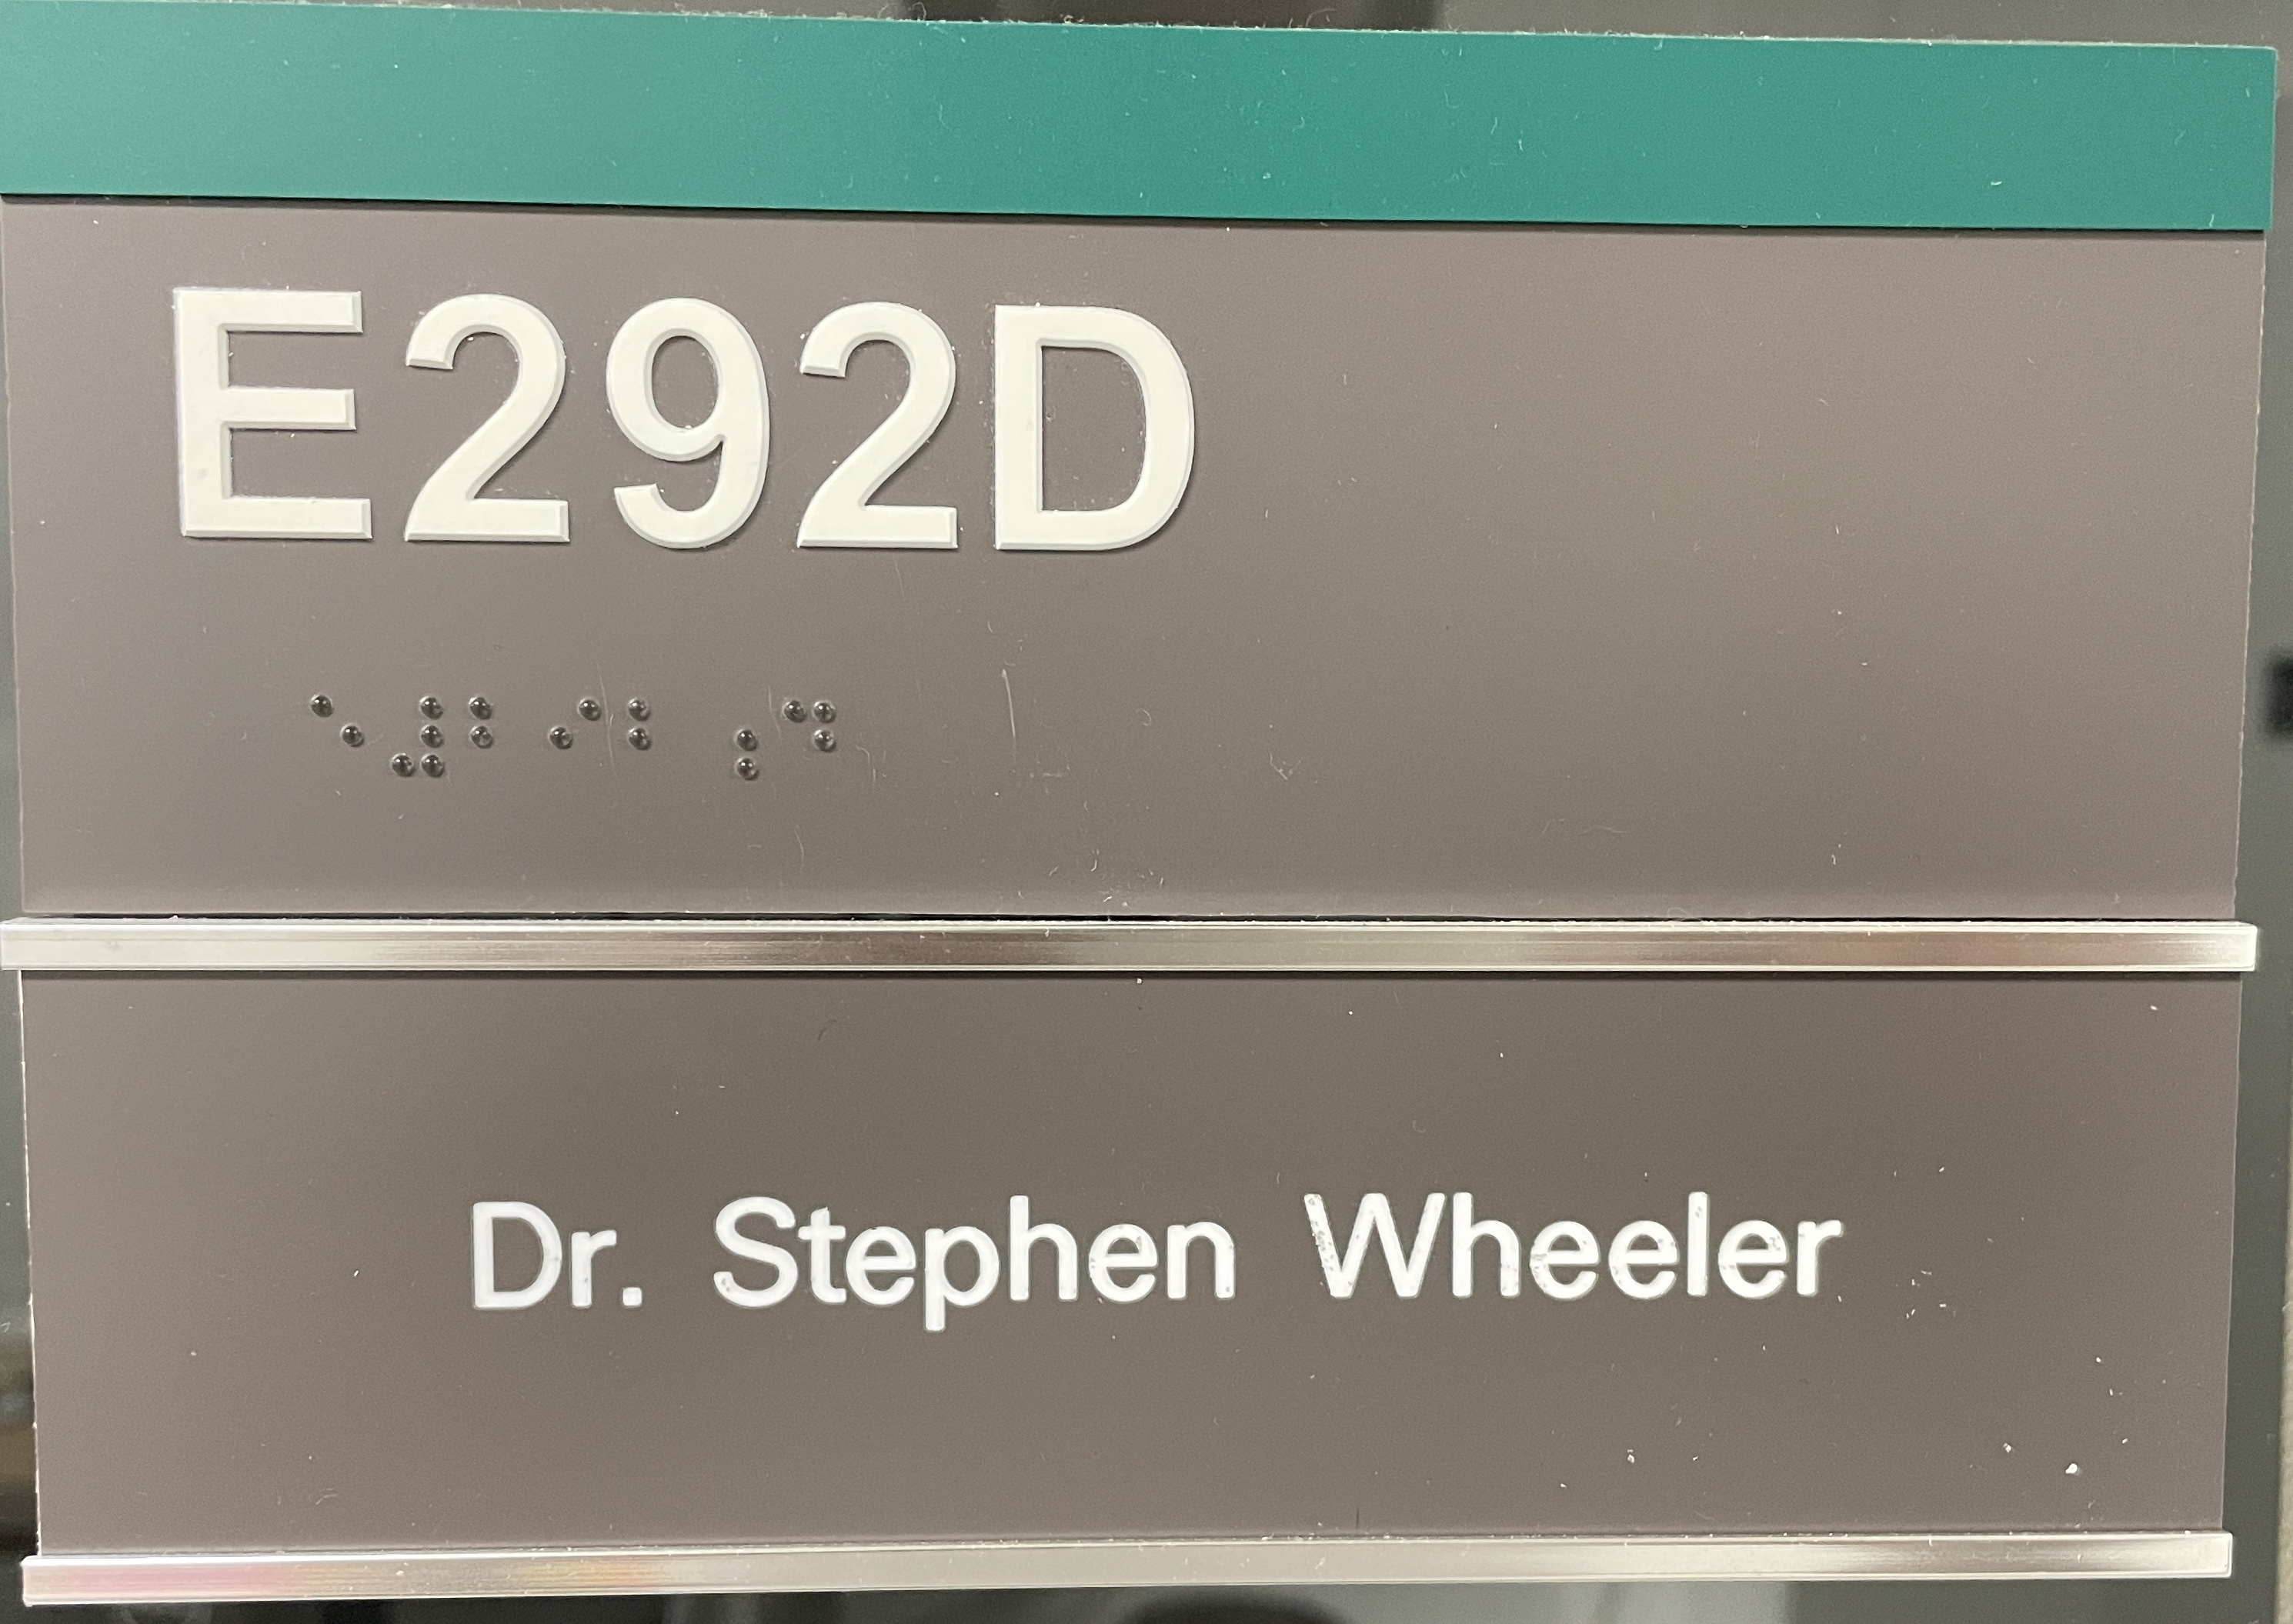 E292D
⠑⠼⠃⠊⠃⠰⠙
Dr. Stephen Wheeler